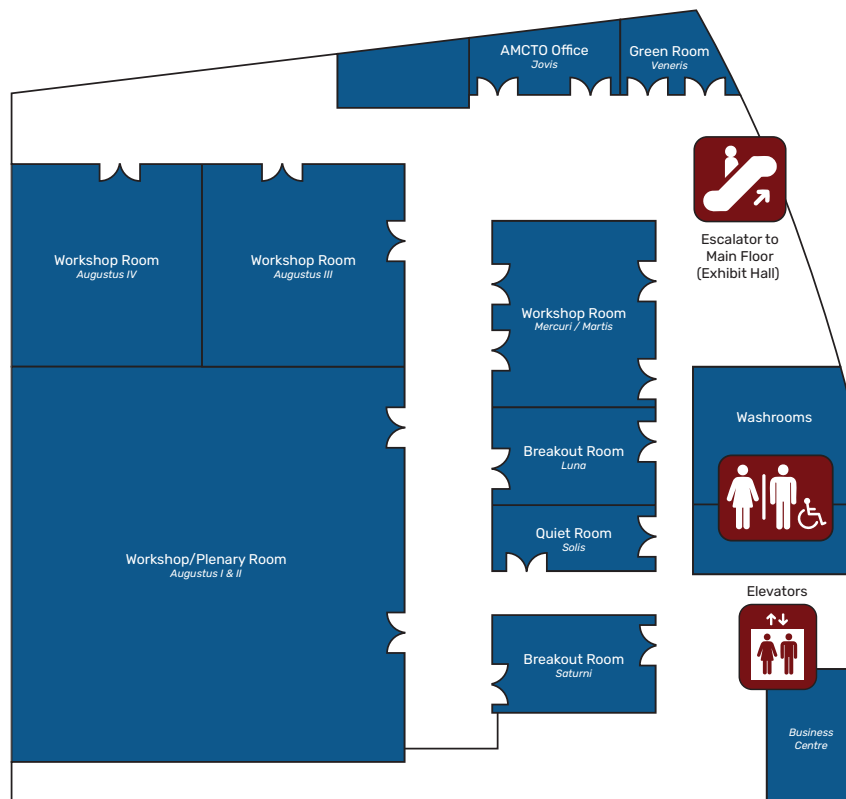 AMCTO Office
Jovis
Green Room
Veneris
Escalator to
Main Floor
(Exhibit Hall)
Workshop Room
Augustus IV
Workshop Room
Augustus III
Workshop Room
Mercuri / Martis
Washrooms
Breakout Room
Luna
Quiet Room
Solis
Workshop/Plenary Room
Augustus I & II
Elevators
Breakout Room
Saturni
Business
Centre